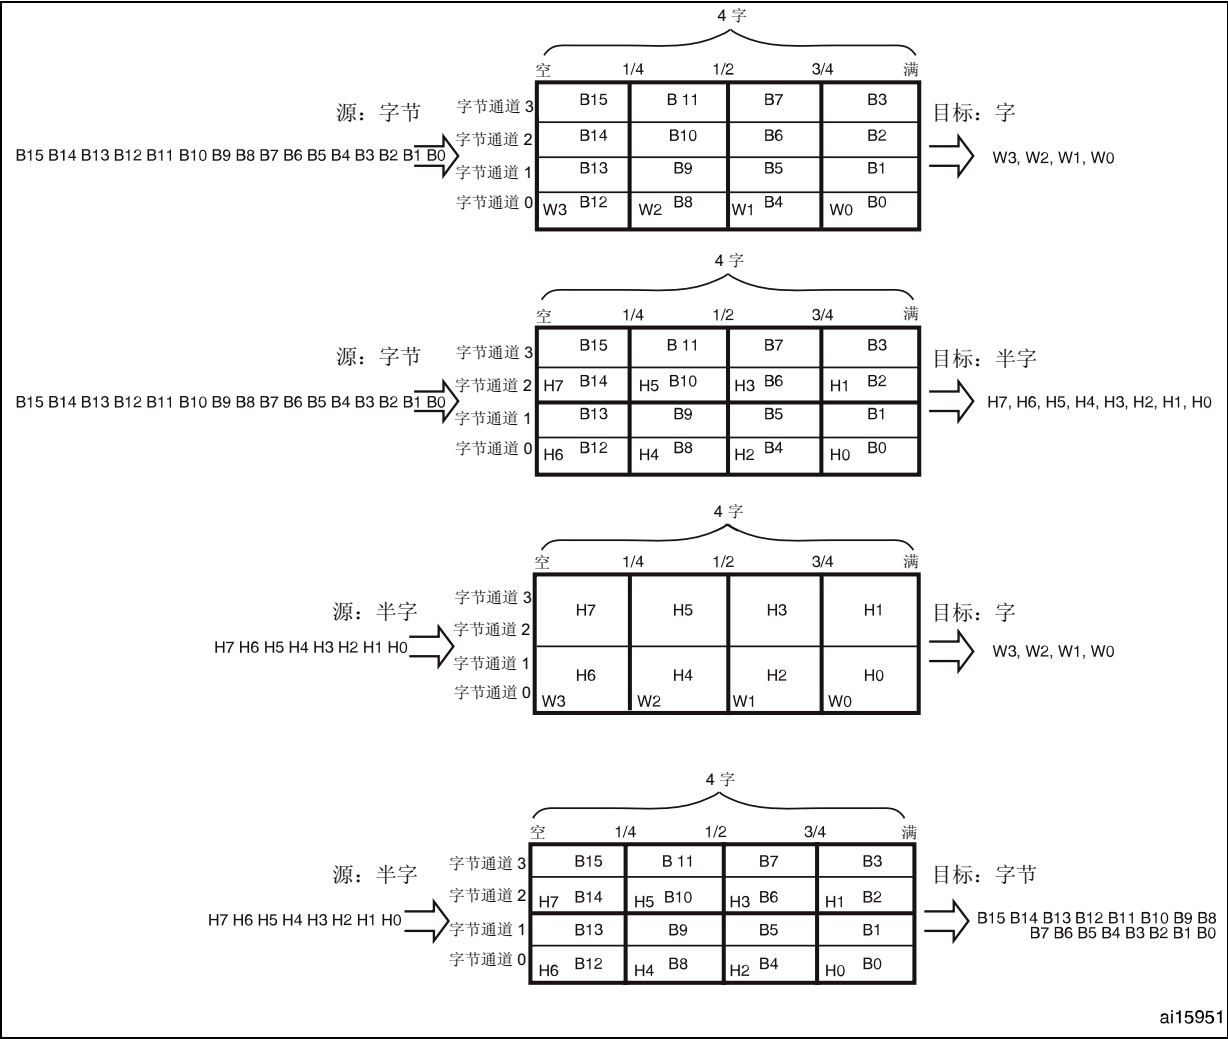 4 字
空 1/4 1/2 3/4 满
源：字节
B15 B14 B13 B12 B11 B10 B9 B8 B7 B6 B5 B4 B3 B2 B1 B0
字节通道 3 B15 B 11 B7 B3
字节通道 2 B14 B10 B6 B2
字节通道 1 B13 B9 B5 B1
字节通道 0 W3 B12 W2 B8 W1 B4 W0 B0
目标：字
W3, W2, W1, W0
4 字
空 1/4 1/2 3/4 满
源：字节
B15 B14 B13 B12 B11 B10 B9 B8 B7 B6 B5 B4 B3 B2 B1 B0
字节通道 3 B15 B 11 B7 B3
字节通道 2 H7 B14 H5 B10 H3 B6 H1 B2
字节通道 1 B13 B9 B5 B1
字节通道 0 H6 B12 H4 B8 H2 B4 H0 B0
目标：半字
H7, H6, H5, H4, H3, H2, H1, H0
4 字
空 1/4 1/2 3/4 满
源：半字
H7 H6 H5 H4 H3 H2 H1 H0
字节通道 3
H7 H5 H3 H1
字节通道 2
字节通道 1
H6 H4 H2 H0
字节通道 0
W3 W2 W1 W0
目标：字
W3, W2, W1, W0
4 字
空 1/4 1/2 3/4 满
源：半字
H7 H6 H5 H4 H3 H2 H1 H0
字节通道 3 B15 B 11 B7 B3
字节通道 2 H7 B14 H5 B10 H3 B6 H1 B2
字节通道 1 B13 B9 B5 B1
字节通道 0 H6 B12 H4 B8 H2 B4 H0 B0
目标：字节
B15 B14 B13 B12 B11 B10 B9 B8
B7 B6 B5 B4 B3 B2 B1 B0
ai15951